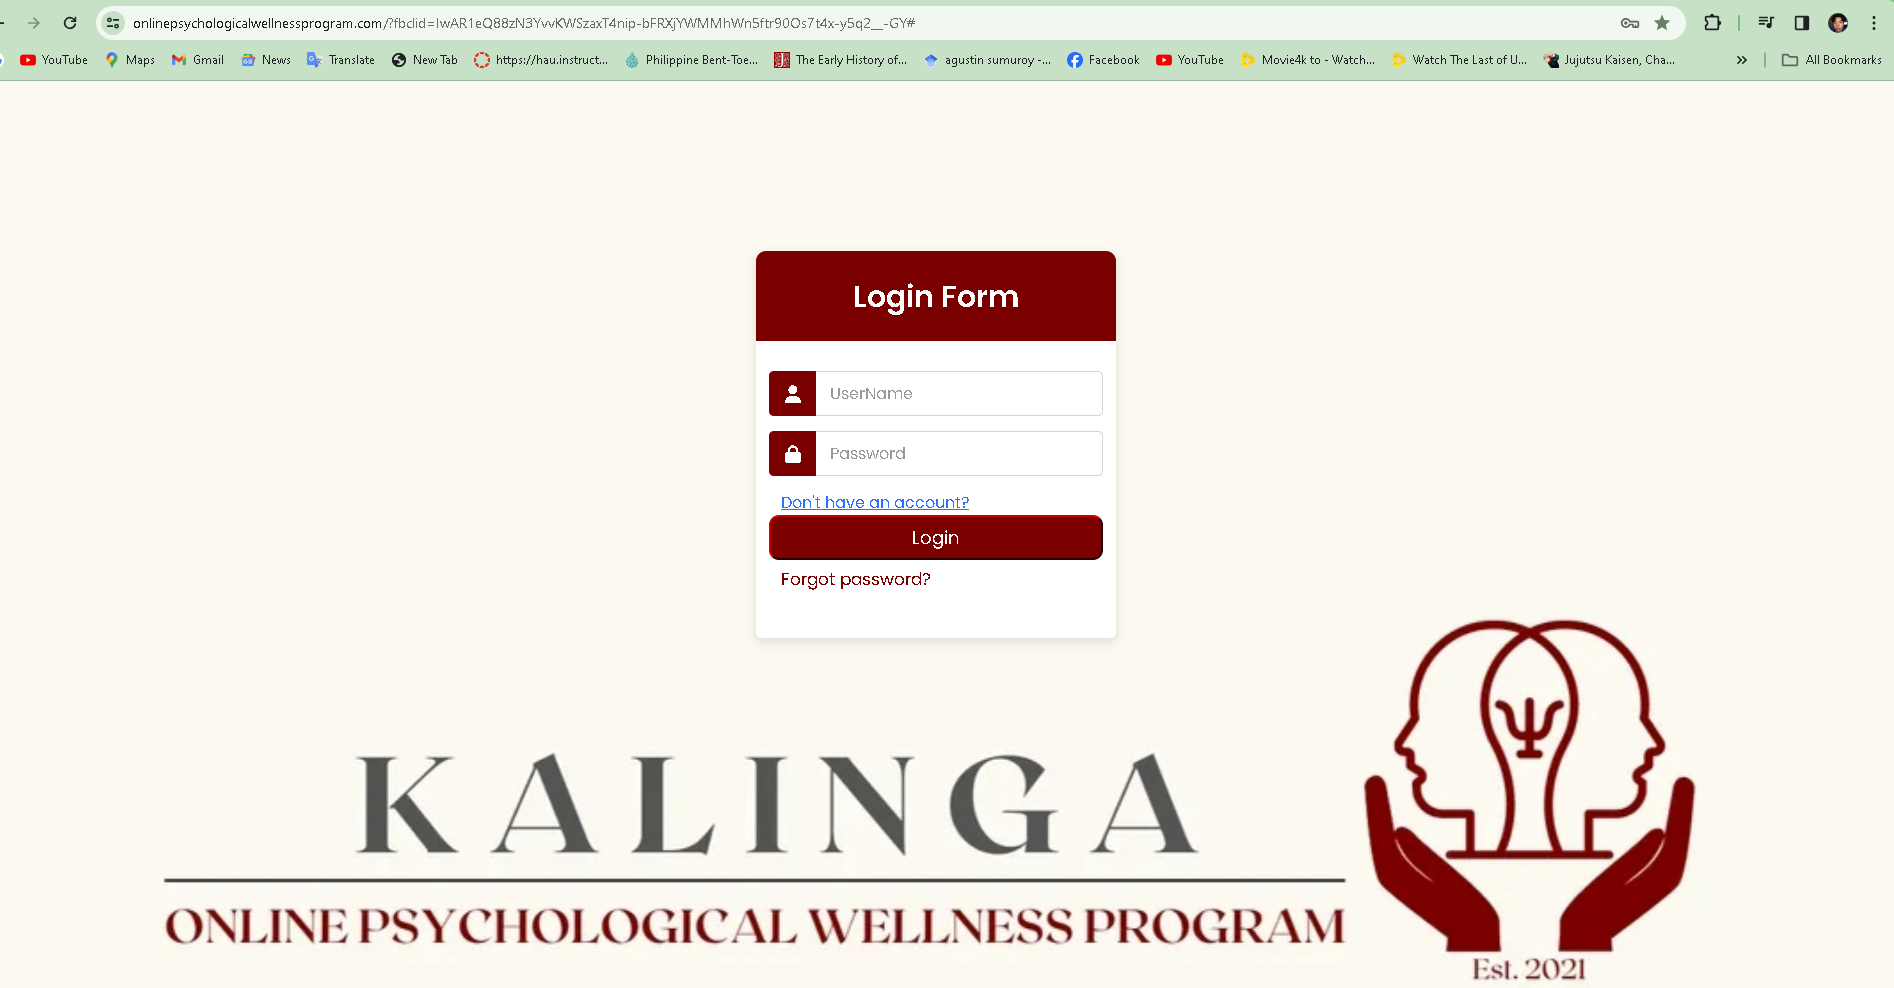 onlinepsychologicalwellnessprogram.com/?fbclid=IwAR1eQ88zN3YvvKWSzaxT4nip-bFRXjYWMMhWn5ftr90Os7t4x-y5q2__-GY#
YouTube Maps Gmail News Translate New Tab https://hau.instruct... Philippine Bent-Toe... The Early History of... agustin sumuroy -... Facebook YouTube Movie4k to - Watch... Watch The Last of U... Jujutsu Kaisen, Cha... » All Bookmarks
Login Form
UserName
Password
Don't have an account?
Login
Forgot password?
KALINGA
ONLINE PSYCHOLOGICAL WELLNESS PROGRAM
Est. 2021